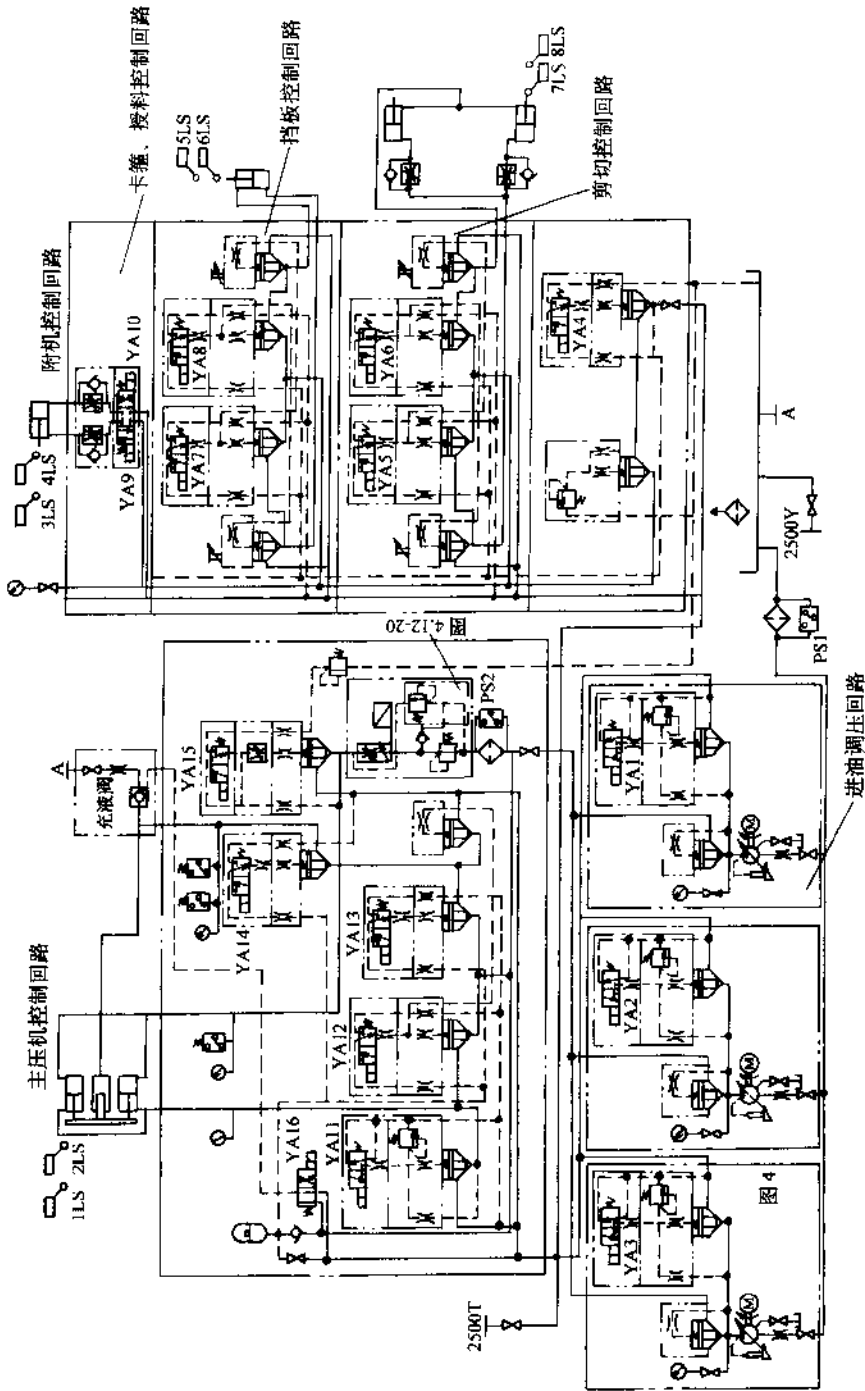 主压机控制回路
1LS 2LS
充液阀
A
YA14
YA15
YA16
YA11
YA12
YA13
图4.12-20
PS2
2500T
附机控制回路
3LS 4LS
YA9
YA10
卡箍、授料控制回路
5LS
6LS
YA7
YA8
挡板控制回路
7LS 8LS
YA5
YA6
剪切控制回路
YA4
A
2500Y
PS1
YA3
图 4
YA2
YA1
M
M
M
进油调压回路